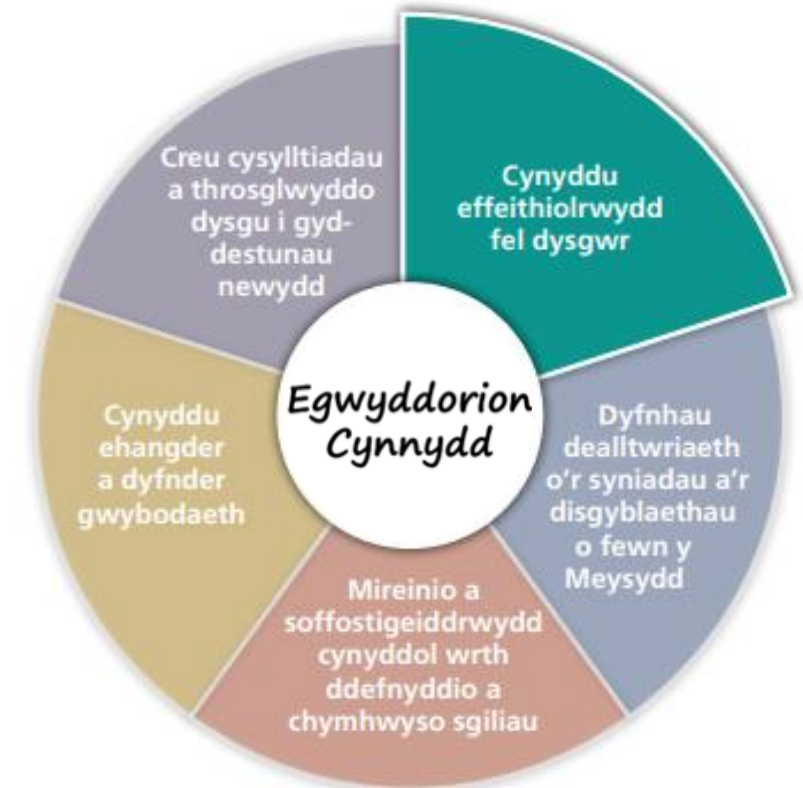 Egwyddorion
Cynnydd
Cynyddu
effeithiolrwydd
fel dysgwr
Dyfnhau
dealltwriaeth
o'r syniadau a'r
disgyblaethau
o fewn y
Meysydd
Mireinio a
soffostigeiddrwydd
cynyddol wrth
ddefnyddio a
chymhwyso sgiliau
Cynyddu
ehangder
a dyfnder
gwybodaeth
Creu cysylltiadau
a throsglwyddo
dysgu i gyd-
destunau
newydd